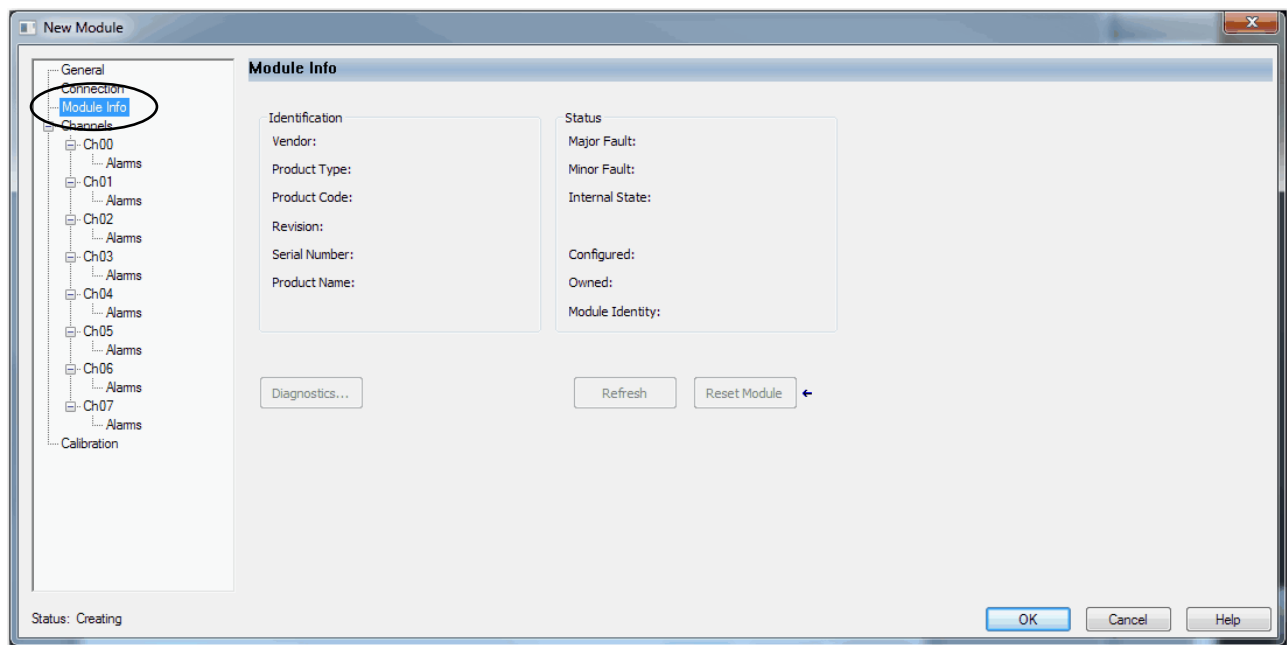 New Module
General
Connection
Module Info
Channels
Ch00
Alarms
Ch01
Alarms
Ch02
Alarms
Ch03
Alarms
Ch04
Alarms
Ch05
Alarms
Ch06
Alarms
Ch07
Alarms
Calibration
Module Info
Identification
Vendor:
Product Type:
Product Code:
Revision:
Serial Number:
Product Name:
Status
Major Fault:
Minor Fault:
Internal State:
Configured:
Owned:
Module Identity:
Diagnostics...
Refresh
Reset Module
Status: Creating
OK
Cancel
Help